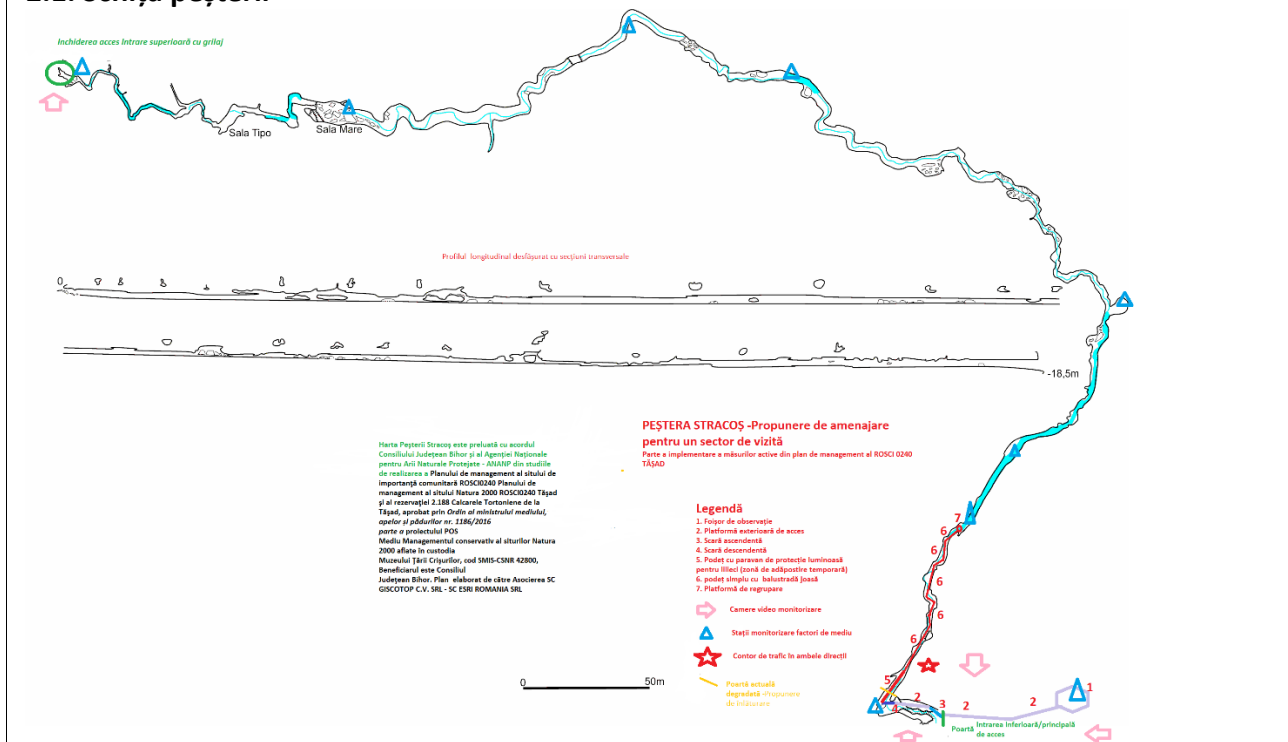 Inchiderea acces intrare superioară cu grilaj
Sala Tipo
Sala Mare
Profilul longitudinal desfășurat cu secțiuni transversale
-18,5m
PEȘTERA STRACOȘ -Propunere de amenajare
pentru un sector de vizită
Parte a implementare a măsurilor active din plan de management al ROSCI 0240
TĂȘAD
Harta Peșterii Stracoș este preluată cu acordul
Consiliului Județean Bihor și al Agenției Naționale
pentru Arii Naturale Protejate - ANANP din studiile
de realizarea a Planului de management al sitului de
importanță comunitară ROSCI0240 Planului de
management al sitului Natura 2000 ROSCI0240 Tășad
și al rezervației 2.188 Calcarele Tortoniene de la
Tășad, aprobat prin Ordin al ministrului mediului,
apelor și pădurilor nr. 1186/2016
parte a proiectului POS
Mediu Managementul conservativ al siturilor Natura
2000 aflate în custodia
Muzeului Țării Crișurilor, cod SMIS-CSNR 42800,
Beneficiarul este Consiliul
Județean Bihor. Plan elaborat de către Asocierea SC
GISCOTOP C.V. SRL - SC ESRI ROMANIA SRL
Legendă
1. Foișor de observație
2. Platformă exterioară de acces
3. Scară ascendentă
4. Scară descendentă
5. Podeț cu paravan de protecție luminoasă
pentru lilieci (zonă de adăpostire temporară)
6. podeț simplu cu balustradă joasă
7. Platformă de regrupare
Camere video monitorizare
Stații monitorizare factori de mediu
Contor de trafic în ambele direcții
Poartă actuală
degradată -Propunere
de înlăturare
0 50m
7
6
6
6
6
6
5
4
2
3
2
2
1
Poartă
Intrarea inferioară/principală
de acces